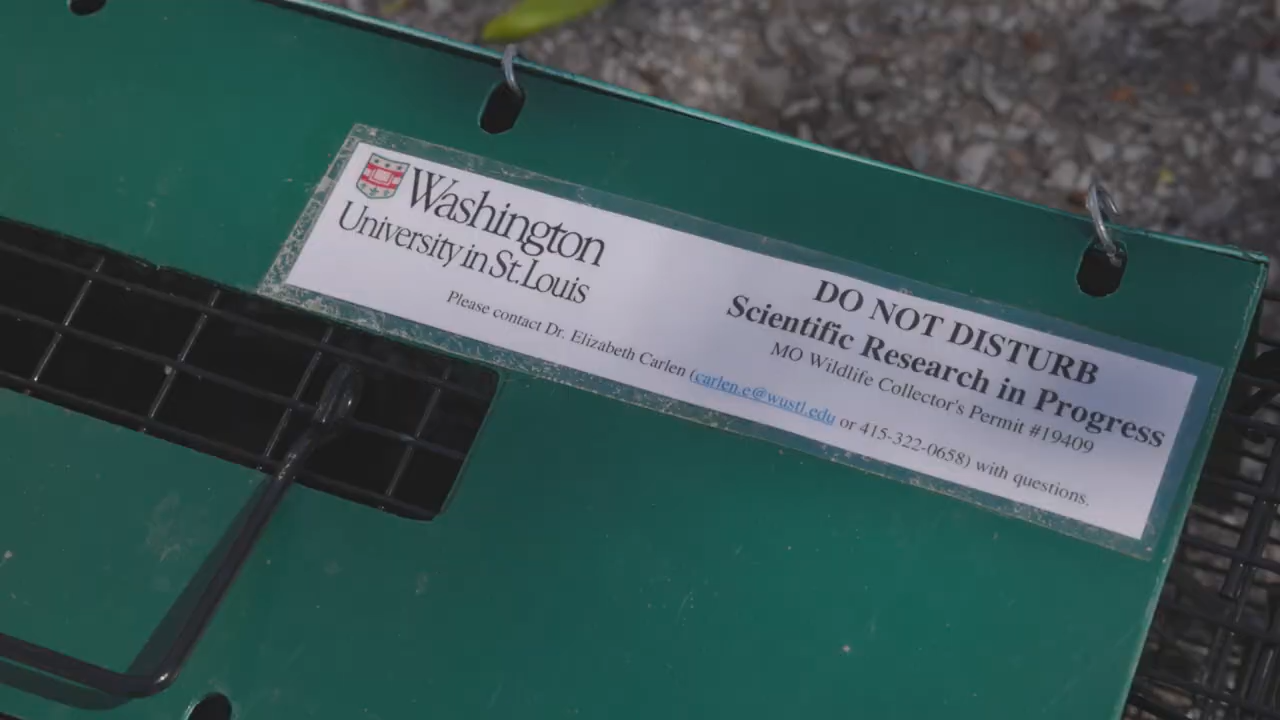 Washington
University in St.Louis
DO NOT DISTURB
Scientific Research in Progress
MO Wildlife Collector's Permit #19409
Please contact Dr. Elizabeth Carlen (carlen.e@wustl.edu or 415-322-0658) with questions.